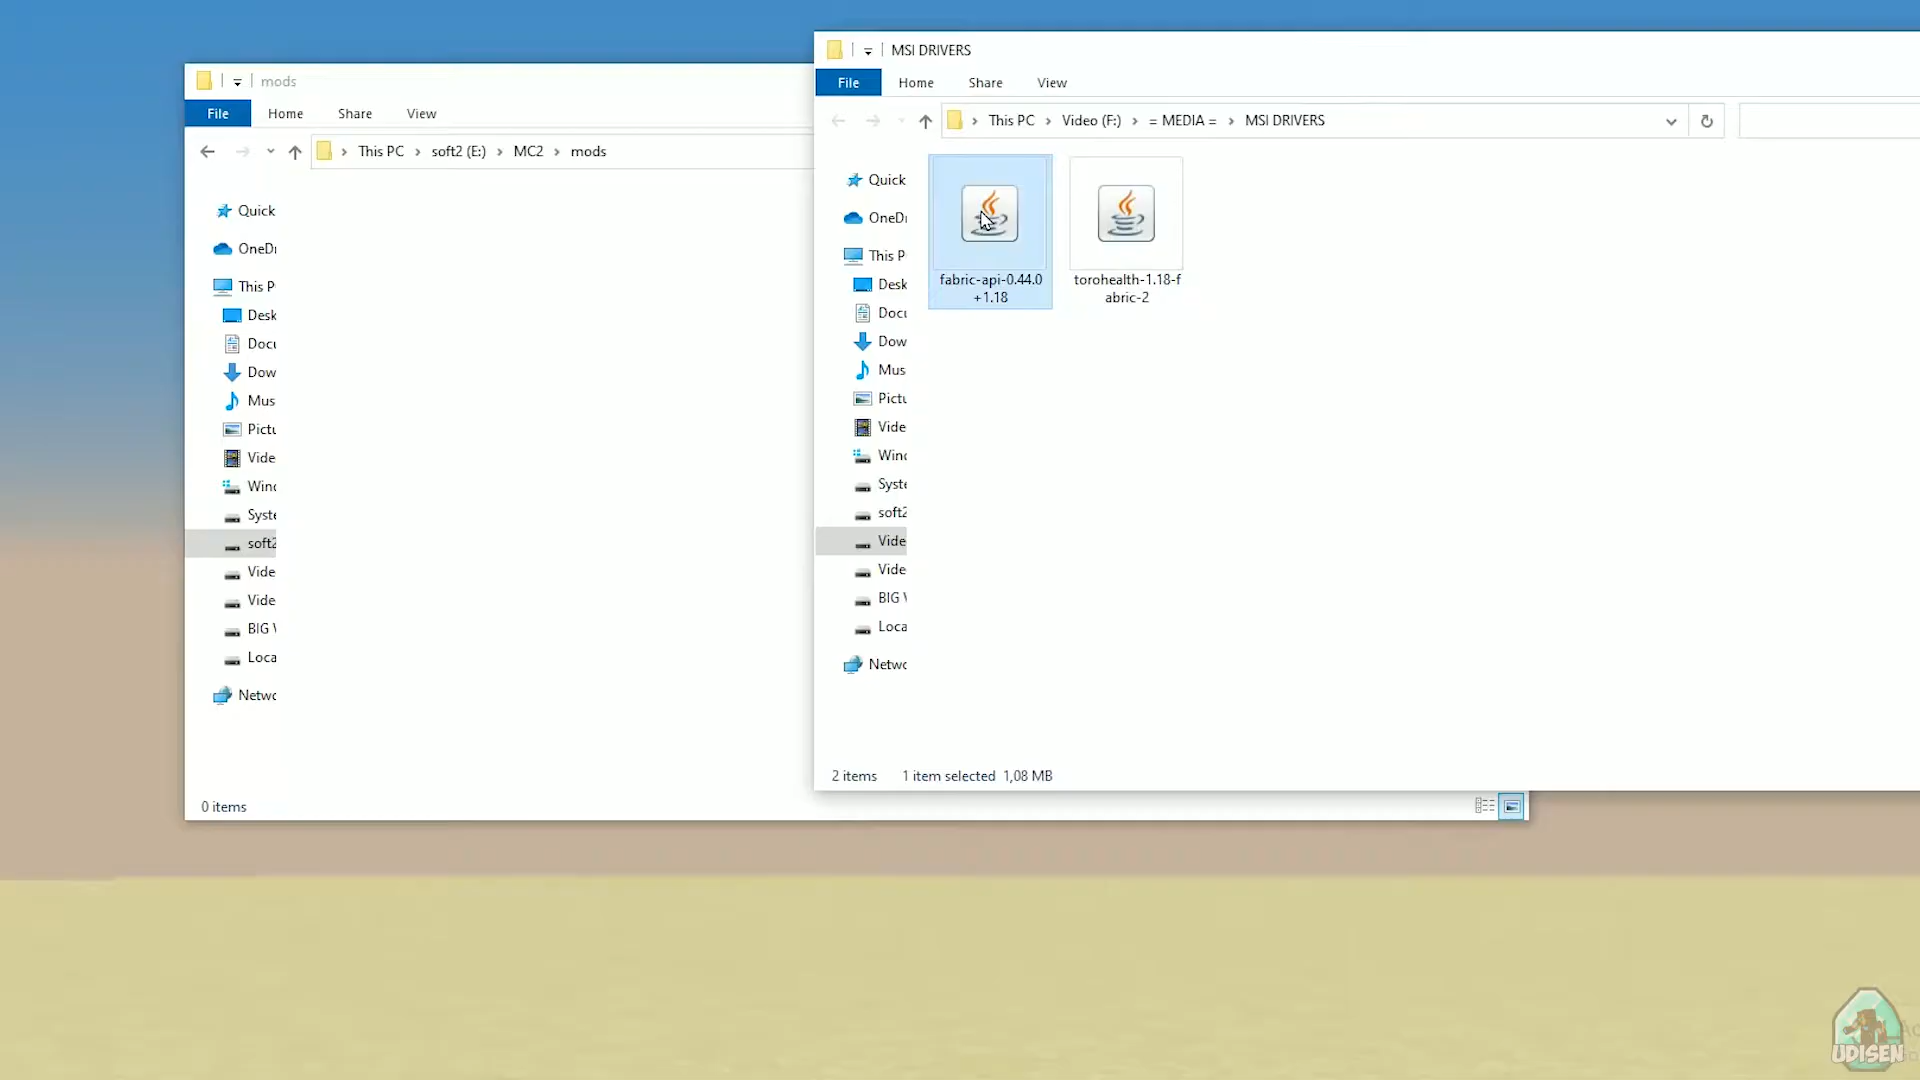 mods
File Home Share View
This PC soft2 (E:) MC2 mods
Quick
OneDr
This P
Desk
Docu
Dow
Mus
Pictu
Vide
Wind
Syste
soft2
Vide
Vide
BIG
Loca
Netwo
0 items
MSI DRIVERS
File Home Share View
This PC Video (F:) = MEDIA = MSI DRIVERS
Quick
OneDr
This P
Desk
Docu
Dow
Mus
Pictu
Vide
Wind
Syste
soft2
Vide
Vide
BIG
Loca
Netwo
fabric-api-0.44.0
+1.18
torohealth-1.18-f
abric-2
2 items 1 item selected 1,08 MB
UDISEN